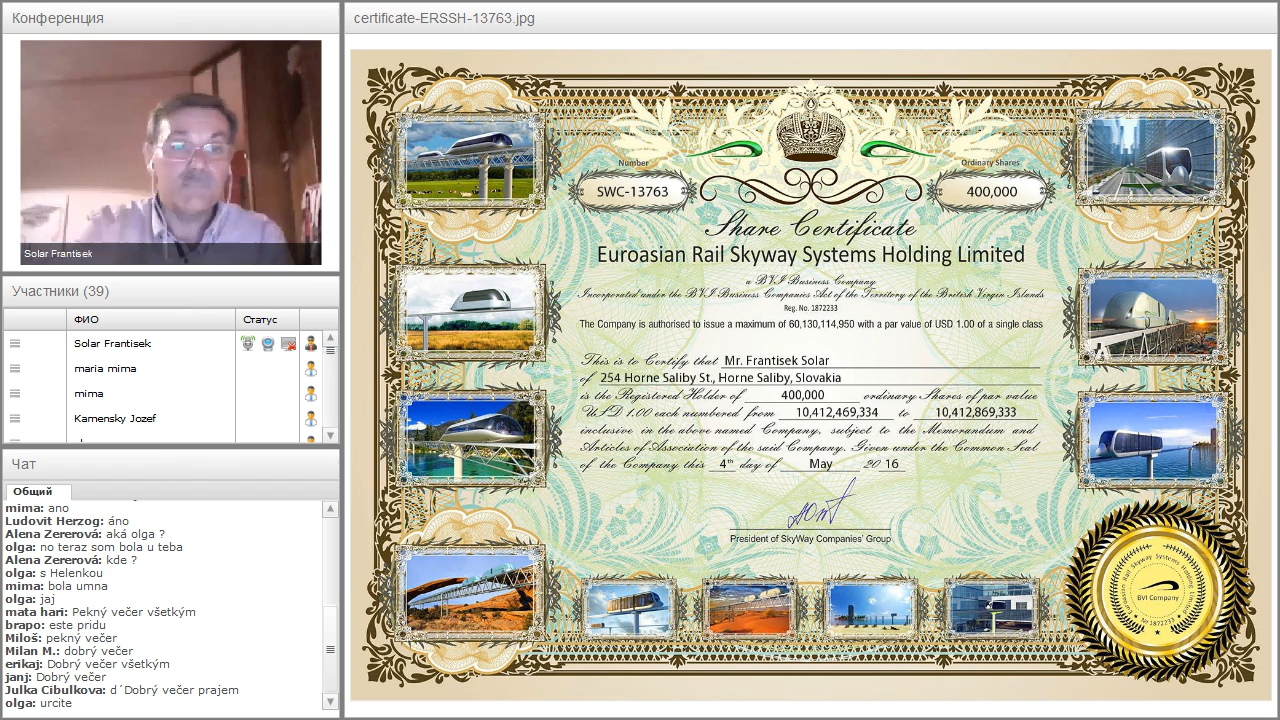 Конференция
Solar Frantisek
Участники (39)
ФИО
Статус
Solar Frantisek
maria mima
mima
Kamensky Jozef
Чат
Общий
mima: ano
Ludovit Herzog: áno
Alena Zererová: aká olga ?
olga: no teraz som bola u teba
Alena Zererová: kde ?
olga: s Helenkou
mima: bola umna
olga: jaj
mata hari: Pekný večer všetkým
brapo: este pridu
Miloš: pekný večer
Milan M.: dobrý večer
erikaj: Dobrý večer všetkým
janj: Dobrý večer
Julka Cibulkova: d´Dobrý večer prajem
olga: urcite
certificate-ERSSH-13763.jpg
Number
SWC-13763
Ordinary Shares
400,000
Share Certificate
Euroasian Rail Skyway Systems Holding Limited
a BVI Business Company
Incorporated under the BVI Business Companies Act of the Territory of the British Virgin Islands
Reg. No. 1872233
The Company is authorised to issue a maximum of 60,130,114,950 with a par value of USD 1.00 of a single class
This is to Certify that Mr. Frantisek Solar
of 254 Horne Saliby St., Horne Saliby, Slovakia
is the Registered Holder of 400,000 ordinary Shares of par value
USD 1.00 each numbered from 10,412,469,334 to 10,412,869,333
inclusive in the above named Company, subject to the Memorandum and
Articles of Association of the said Company. Given under the Common Seal
of the Company this 4th day of May 20 16
President of SkyWay Companies' Group
Euroasian Rail Skyway Systems Holding Limited
BVI Company
№ 1872233